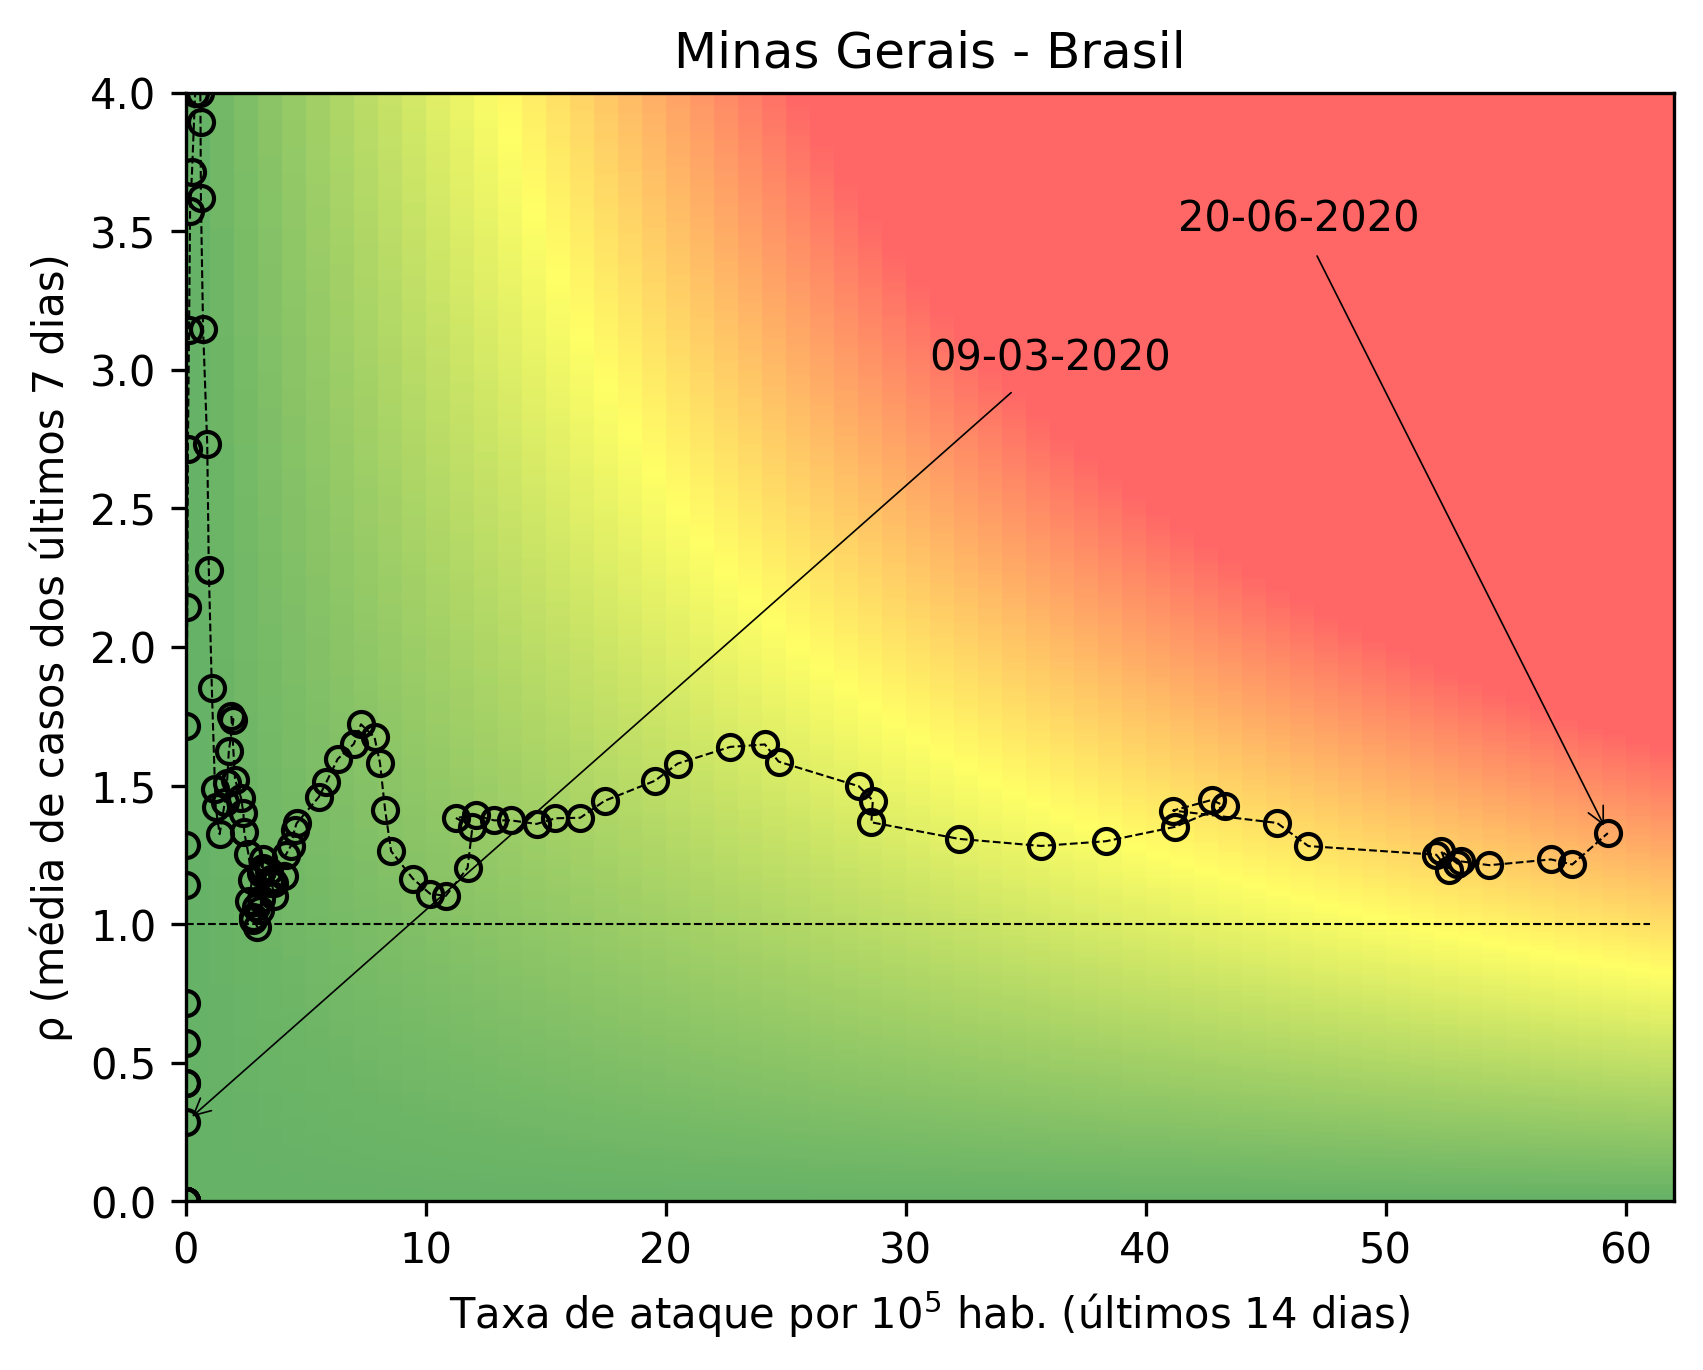 Minas Gerais - Brasil
4.0
3.5
3.0
2.5
2.0
1.5
1.0
0.5
0.0
ρ (média de casos dos últimos 7 dias)
20-06-2020
09-03-2020
0 10 20 30 40 50 60
Taxa de ataque por 10⁵ hab. (últimos 14 dias)